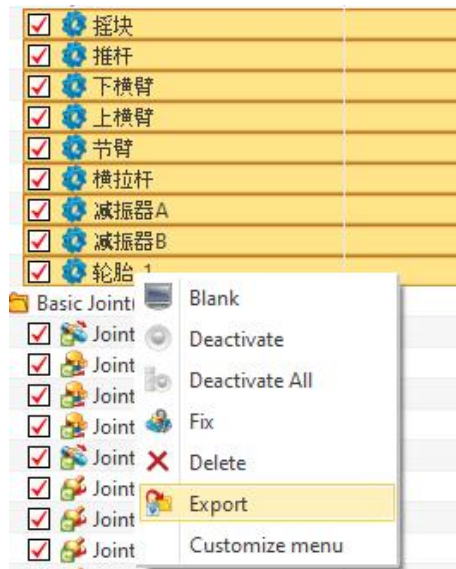 摇块
推杆
下横臂
上横臂
节臂
横拉杆
减振器A
减振器B
轮胎-1
Basic Joint(
Joint
Joint
Joint
Joint
Joint
Joint
Joint
Joint
Blank
Deactivate
Deactivate All
Fix
Delete
Export
Customize menu